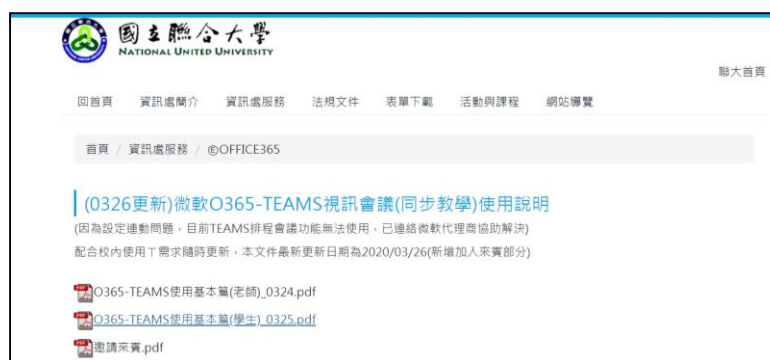 國立聯合大學
NATIONAL UNITED UNIVERSITY
聯大首頁
回首頁 資訊處簡介 資訊處服務 法規文件 表單下載 活動與課程 網站導覽
首頁 / 資訊處服務 / ©OFFICE365
(0326更新)微軟O365-TEAMS視訊會議(同步教學)使用說明
(因為設定連動問題，目前TEAMS排程會議功能無法使用，已連絡微軟代理商協助解決)
配合校內使用丅需求隨時更新，本文件最新更新日期為2020/03/26(新增加入來賓部分)
O365-TEAMS使用基本篇(老師)_0324.pdf
O365-TEAMS使用基本篇(學生)_0325.pdf
邀請來賓.pdf